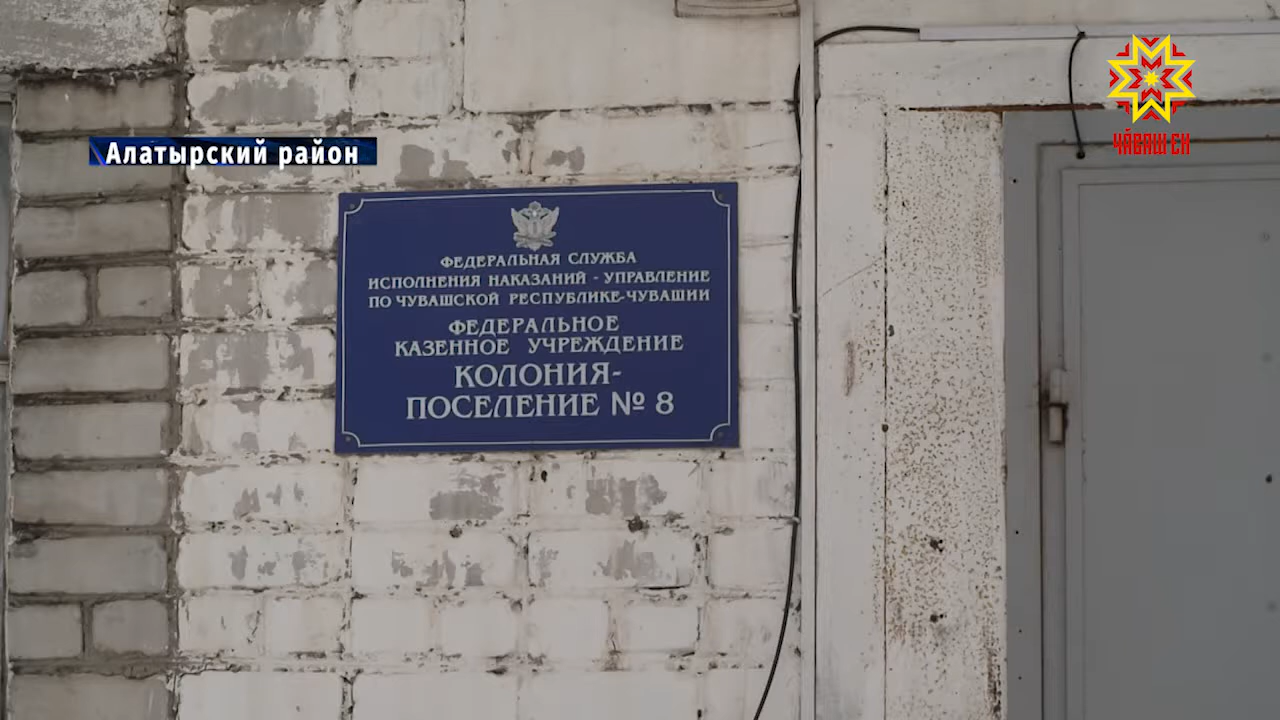 Алатырский район
ЧӐВАШ ЕН
ФЕДЕРАЛЬНАЯ СЛУЖБА
ИСПОЛНЕНИЯ НАКАЗАНИЙ - УПРАВЛЕНИЕ
ПО ЧУВАШСКОЙ РЕСПУБЛИКЕ-ЧУВАШИИ
ФЕДЕРАЛЬНОЕ
КАЗЕННОЕ УЧРЕЖДЕНИЕ
КОЛОНИЯ-
ПОСЕЛЕНИЕ № 8